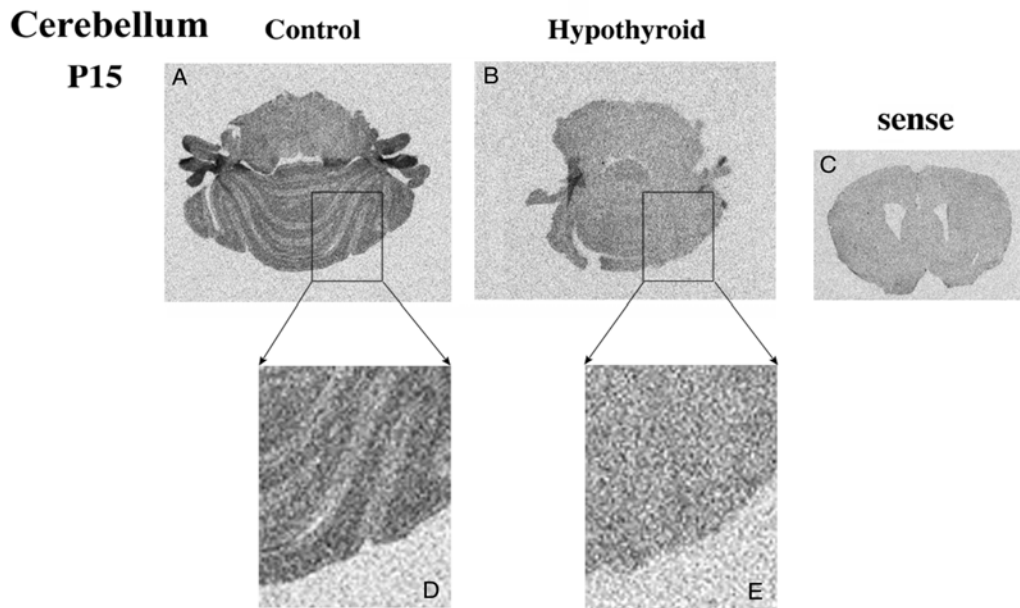 Cerebellum
P15
Control
Hypothyroid
sense
A
B
C
D
E